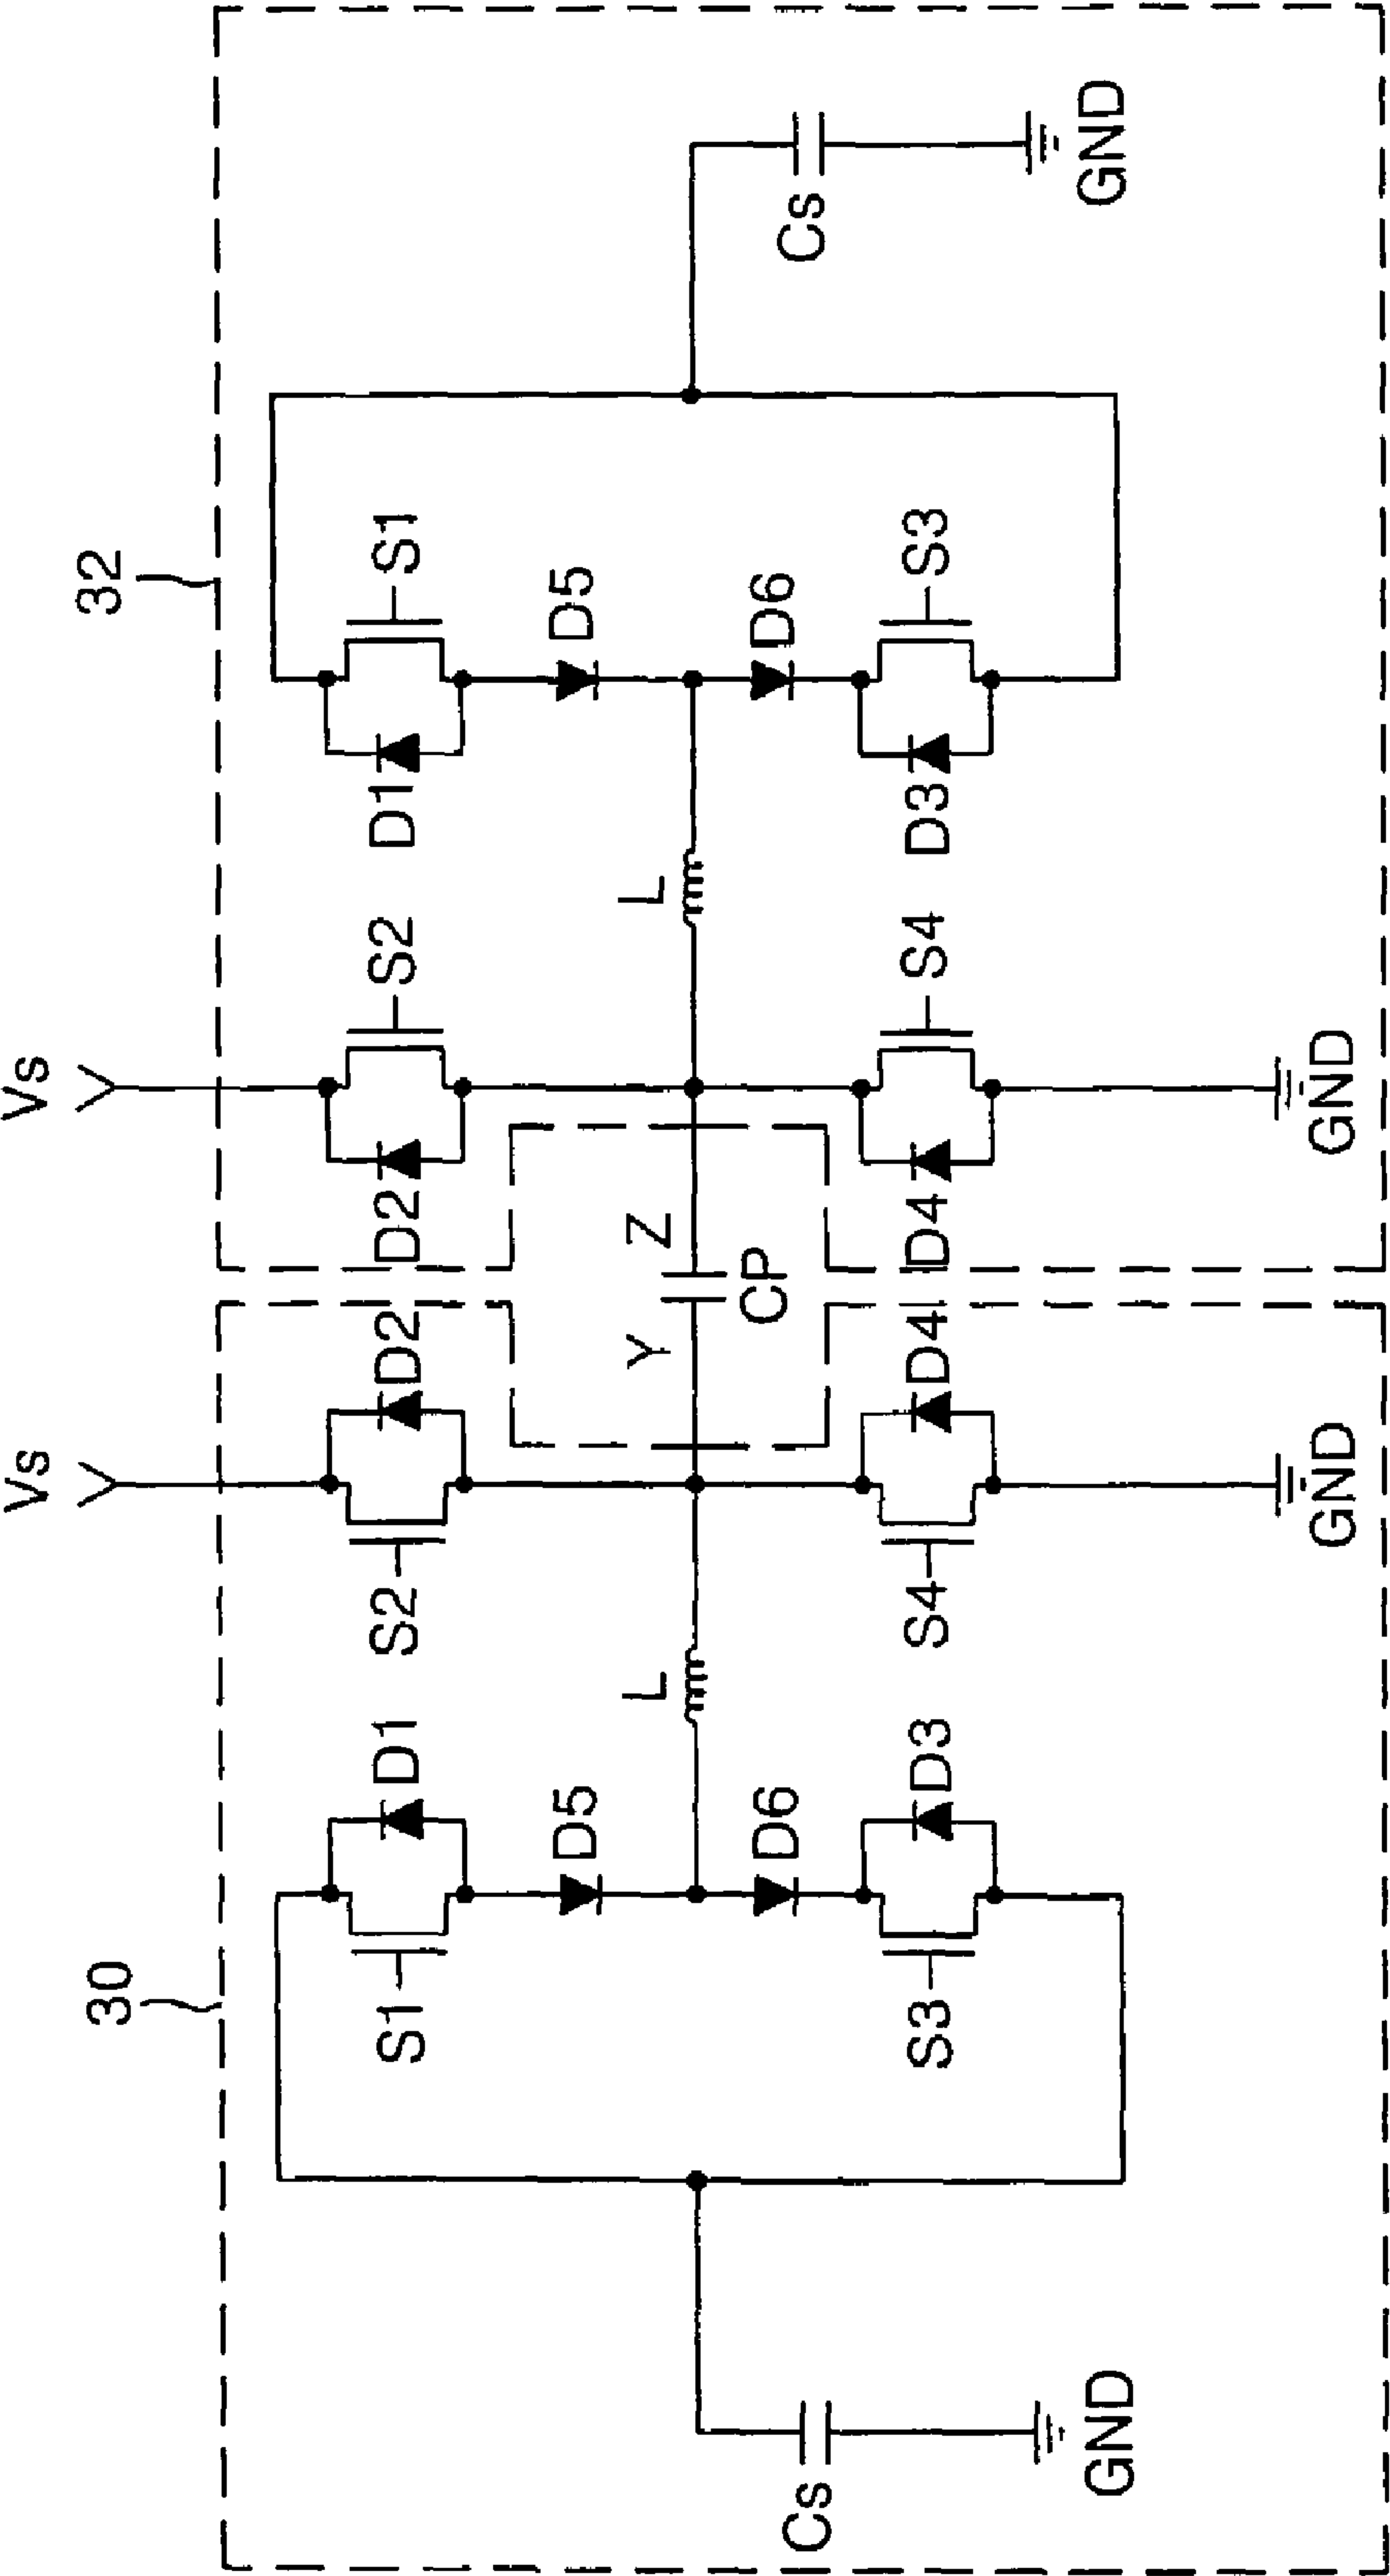 30
32
Vs
Vs
S1
D1
S2
D2
D2
S2
D1
S1
D5
D5
L
L
Y
Z
CP
D6
D6
Cs
Cs
S3
D3
S4
D4
D4
S4
D3
S3
GND
GND
GND
GND